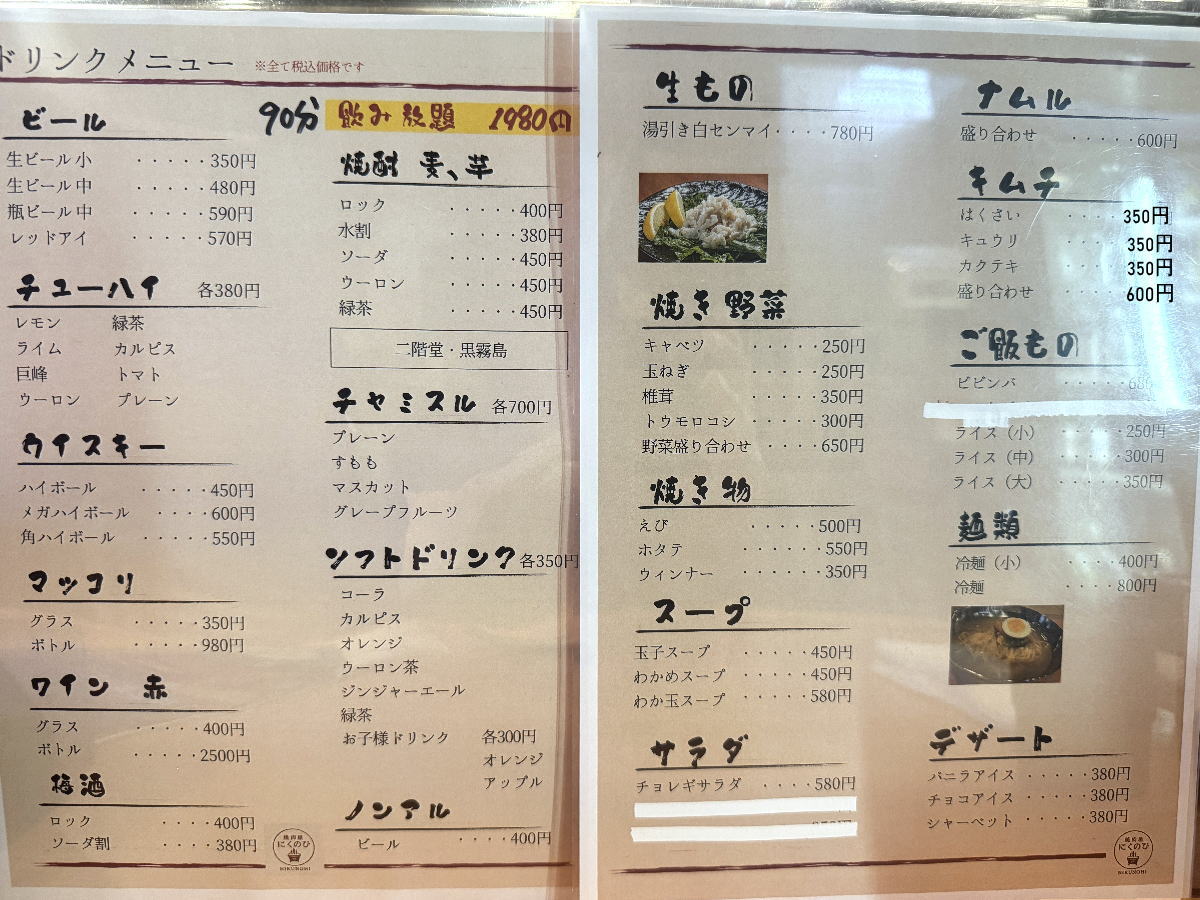 ドリンクメニュー ※全て税込価格です
ビール
生ビール小 ・・・・・350円
生ビール中 ・・・・・480円
瓶ビール中 ・・・・・590円
レッドアイ ・・・・・570円
チューハイ 各380円
レモン 緑茶
ライム カルピス
巨峰 トマト
ウーロン プレーン
ウイスキー
ハイボール ・・・・・450円
メガハイボール ・・・・600円
角ハイボール ・・・・・550円
マッコリ
グラス ・・・・・350円
ボトル ・・・・・980円
ワイン 赤
グラス ・・・・・400円
ボトル ・・・・・2500円
梅酒
ロック ・・・・・400円
ソーダ割 ・・・・・380円
90分 飲み放題 1980円
焼酎 麦、芋
ロック ・・・・・400円
水割 ・・・・・380円
ソーダ ・・・・・450円
ウーロン ・・・・・450円
緑茶 ・・・・・450円
二階堂・黒霧島
チャミスル 各700円
プレーン
すもも
マスカット
グレープフルーツ
ソフトドリンク 各350円
コーラ
カルピス
オレンジ
ウーロン茶
ジンジャーエール
緑茶
お子様ドリンク 各300円
オレンジ
アップル
ノンアル
ビール ・・・・400円
焼肉屋
にくのひ
NIKUNOHI
生もの
湯引き白センマイ・・・・780円
焼き野菜
キャベツ ・・・・・250円
玉ねぎ ・・・・・250円
椎茸 ・・・・・350円
トウモロコシ ・・・・・300円
野菜盛り合わせ ・・・・650円
焼き物
えび ・・・・・500円
ホタテ ・・・・・・550円
ウィンナー ・・・・・350円
スープ
玉子スープ ・・・・・450円
わかめスープ ・・・・・450円
わか玉スープ ・・・・・580円
サラダ
チョレギサラダ ・・・・580円
ナムル
盛り合わせ ・・・・・600円
キムチ
はくさい ・・・・350円
キュウリ ・・・・350円
カクテキ ・・・・350円
盛り合わせ ・・・・600円
ご飯もの
ビビンバ ・・・・・680
ライス（小） ・・・・・250円
ライス（中） ・・・・・300円
ライス（大） ・・・・・350円
麺類
冷麺（小） ・・・・400円
冷麺 ・・・・800円
デザート
バニラアイス ・・・・・380円
チョコアイス ・・・・・380円
シャーベット ・・・・・380円
焼肉屋
にくのひ
NIKUNOHI